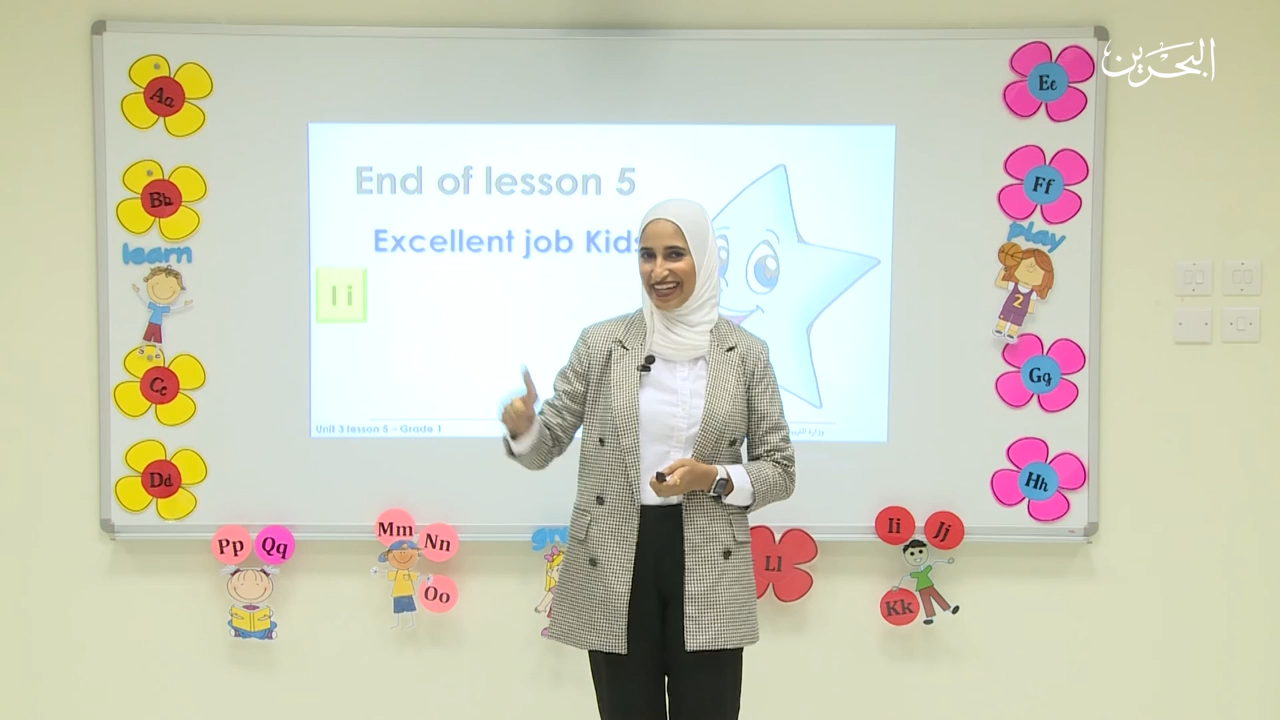 البحرين
Aa
Ee
Bb
Ff
learn
play
2
Cc
Gg
Dd
Hh
End of lesson 5
Excellent job Kids
I i
Unit 3 lesson 5 – Grade 1
Pp
Qq
Mm
Nn
Oo
Ll
Ii
Jj
Kk